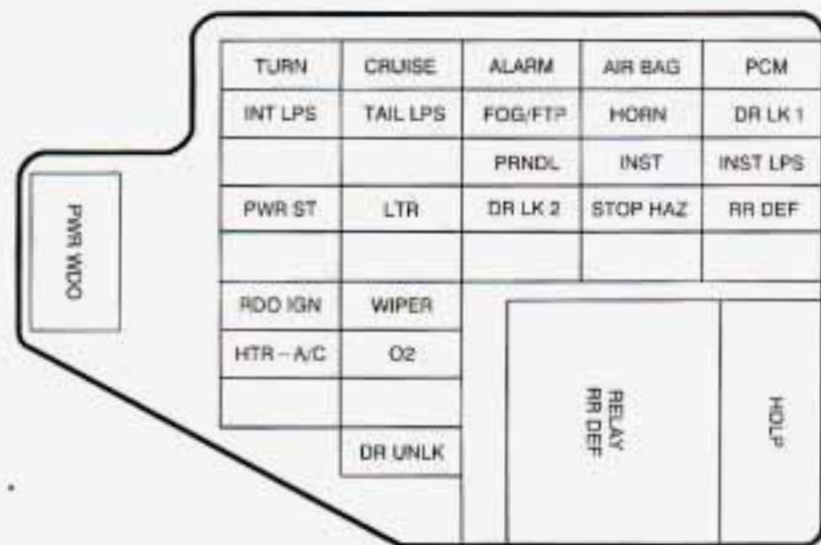 TURN CRUISE ALARM AIR BAG PCM
INT LPS TAIL LPS FOG/FTP HORN DR LK 1
PRNDL INST INST LPS
PWR ST LTR DR LK 2 STOP HAZ RR DEF
PWR WDO
RDO IGN WIPER
HTR – A/C O2
RELAY
RR DEF
HDLP
DR UNLK